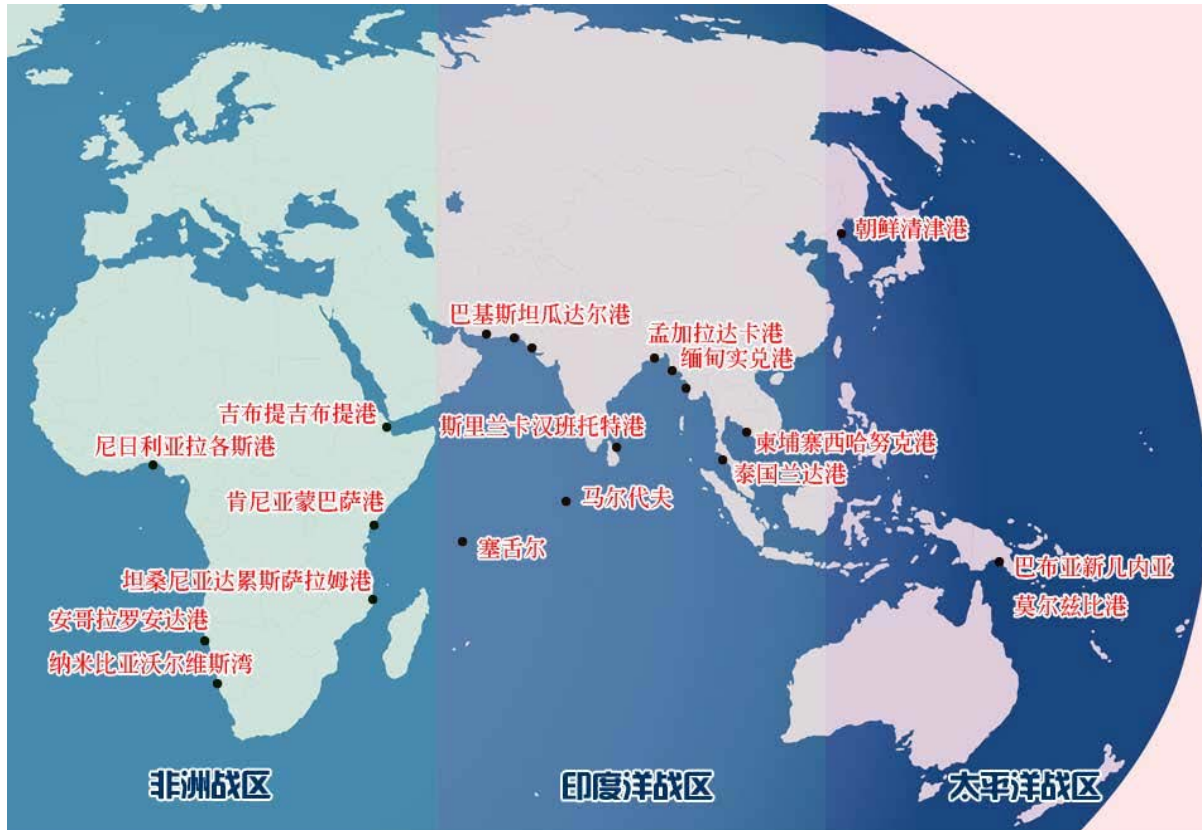 朝鲜清津港
巴基斯坦瓜达尔港
孟加拉达卡港
缅甸实兑港
吉布提吉布提港
斯里兰卡汉班托特港
柬埔寨西哈努克港
尼日利亚拉各斯港
泰国兰达港
肯尼亚蒙巴萨港
马尔代夫
塞舌尔
巴布亚新几内亚
莫尔兹比港
坦桑尼亚达累斯萨拉姆港
安哥拉罗安达港
纳米比亚沃尔维斯湾
非洲战区
印度洋战区
太平洋战区